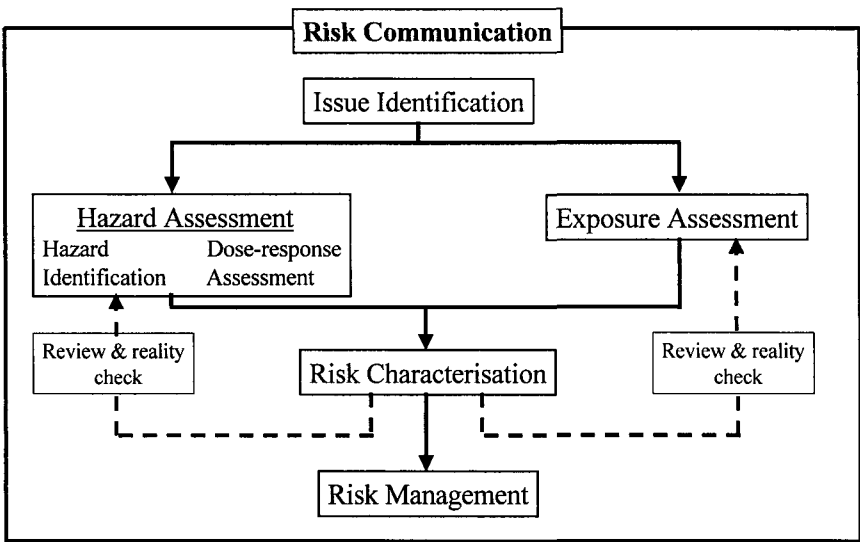 Risk Communication
Issue Identification
Hazard Assessment
Hazard Dose-response
Identification Assessment
Exposure Assessment
Review & reality
check
Risk Characterisation
Review & reality
check
Risk Management